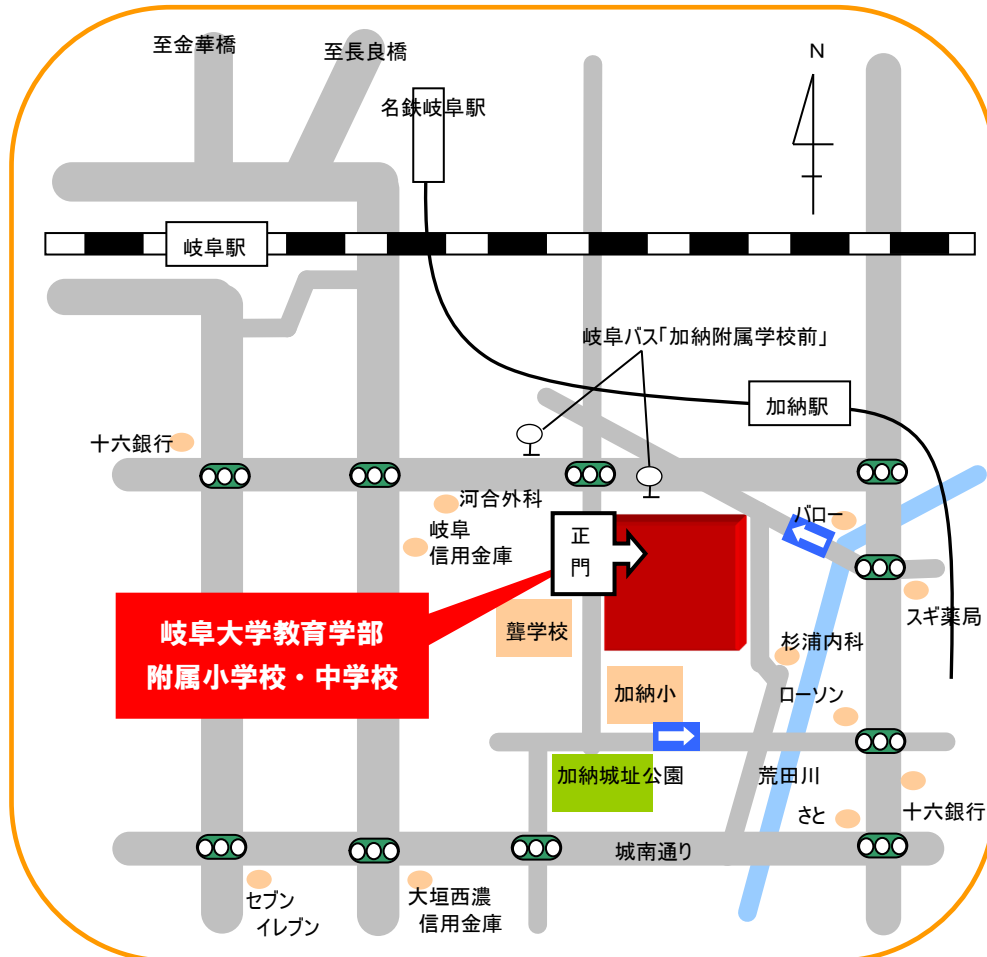 至金華橋
至長良橋
N
名鉄岐阜駅
岐阜駅
岐阜バス「加納附属学校前」
加納駅
十六銀行
河合外科
岐阜
信用金庫
正
門
バロー
スギ薬局
聾学校
岐阜大学教育学部
附属小学校・中学校
杉浦内科
加納小
ローソン
加納城址公園
荒田川
さと
十六銀行
城南通り
セブン
イレブン
大垣西濃
信用金庫